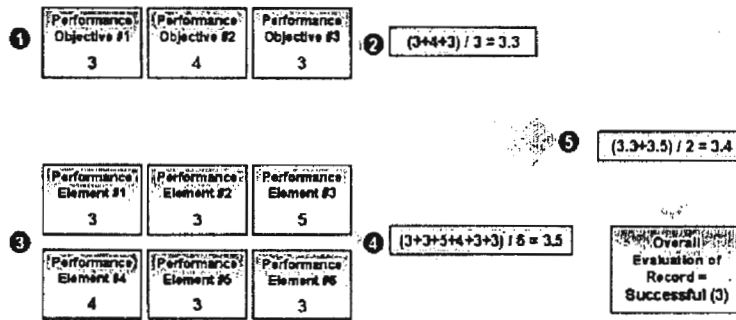 1
Performance
Objective #1
3
Performance
Objective #2
4
Performance
Objective #3
3
2
(3+4+3) / 3 = 3.3
5
(3.3+3.5) / 2 = 3.4
3
Performance
Element #1
3
Performance
Element #2
3
Performance
Element #3
5
Performance
Element #4
4
Performance
Element #5
3
Performance
Element #6
3
4
(3+3+5+4+3+3) / 6 = 3.5
Overall
Evaluation of
Record =
Successful (3)